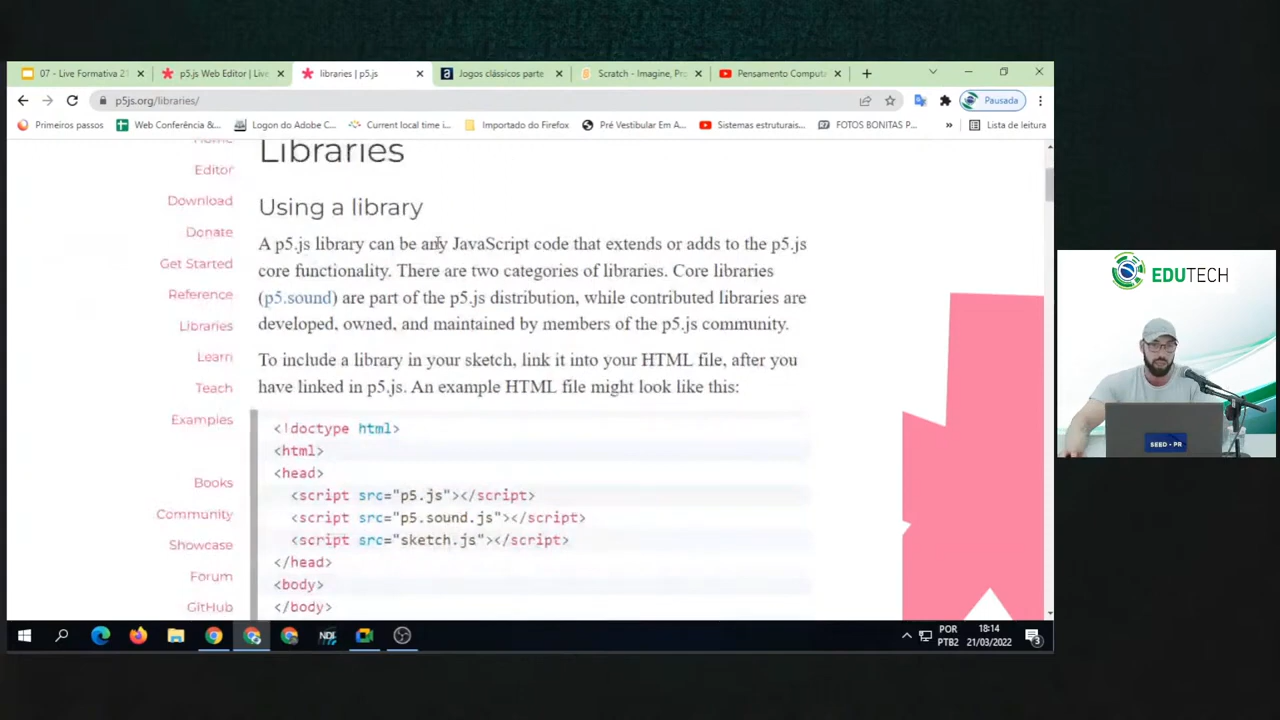 07 - Live Formativa 21
p5.js Web Editor | Live
libraries | p5.js
Jogos clássicos parte
Scratch - Imagine, Pro
Pensamento Computa
p5js.org/libraries/
Pausada
Primeiros passos
Web Conferência &...
Logon do Adobe C...
Current local time i...
Importado do Firefox
Pré Vestibular Em A...
Sistemas estruturais...
FOTOS BONITAS P...
»
Lista de leitura
Home
Editor
Download
Donate
Get Started
Reference
Libraries
Learn
Teach
Examples
Books
Community
Showcase
Forum
GitHub
Libraries
Using a library
A p5.js library can be any JavaScript code that extends or adds to the p5.js
core functionality. There are two categories of libraries. Core libraries
(p5.sound) are part of the p5.js distribution, while contributed libraries are
developed, owned, and maintained by members of the p5.js community.
To include a library in your sketch, link it into your HTML file, after you
have linked in p5.js. An example HTML file might look like this:
<!doctype html>
<html>
<head>
<script src="p5.js"></script>
<script src="p5.sound.js"></script>
<script src="sketch.js"></script>
</head>
<body>
</body>
POR
PTB2
18:14
21/03/2022
3
NDI
EDUTECH
SEED - PR